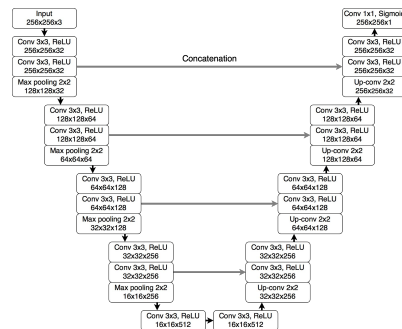 Input
256x256x3
Conv 3x3, ReLU
256x256x32
Conv 3x3, ReLU
256x256x32
Max pooling 2x2
128x128x32
Conv 3x3, ReLU
128x128x64
Conv 3x3, ReLU
128x128x64
Max pooling 2x2
64x64x64
Conv 3x3, ReLU
64x64x128
Conv 3x3, ReLU
64x64x128
Max pooling 2x2
32x32x128
Conv 3x3, ReLU
32x32x256
Conv 3x3, ReLU
32x32x256
Max pooling 2x2
16x16x256
Conv 3x3, ReLU
16x16x512
Concatenation
Conv 3x3, ReLU
16x16x512
Up-conv 2x2
32x32x256
Conv 3x3, ReLU
32x32x256
Conv 3x3, ReLU
32x32x256
Up-conv 2x2
64x64x128
Conv 3x3, ReLU
64x64x128
Conv 3x3, ReLU
64x64x128
Up-conv 2x2
128x128x64
Conv 3x3, ReLU
128x128x64
Conv 3x3, ReLU
128x128x64
Up-conv 2x2
256x256x32
Conv 3x3, ReLU
256x256x32
Conv 3x3, ReLU
256x256x32
Conv 1x1, Sigmoi
256x256x1